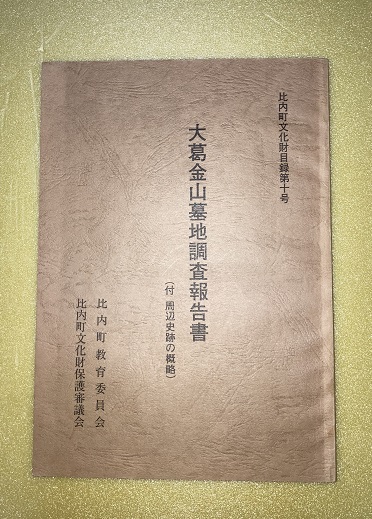 比内町文化財目録第十号
大葛金山墓地調査報告書
(付 周辺史跡の概略)
比内町教育委員会
比内町文化財保護審議会